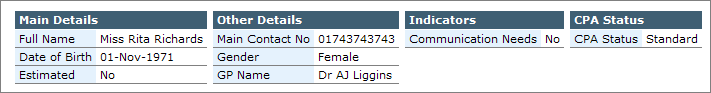 Main Details Other Details Indicators CPA Status
Full Name Miss Rita Richards Main Contact No 01743743743 Communication Needs No CPA Status Standard
Date of Birth 01-Nov-1971 Gender Female
Estimated No GP Name Dr AJ Liggins